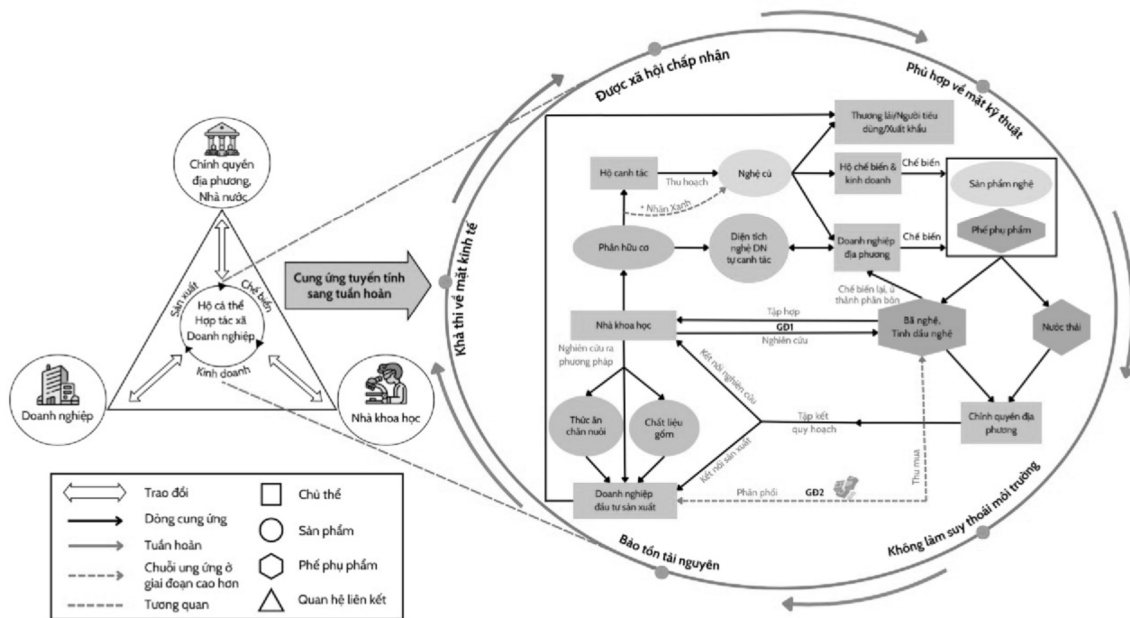 Chính quyền
địa phương,
Nhà nước
Sản xuất
Chế biến
Hộ cả thể
Hợp tác xã
Doanh nghiệp
Kinh doanh
Doanh nghiệp
Nhà khoa học
Trao đổi
Dòng cung ứng
Tuần hoàn
Chuỗi ung ứng ở
giai đoạn cao hơn
Tương quan
Chủ thể
Sản phẩm
Phế phụ phẩm
Quan hệ liên kết
Cung ứng tuyến tính
sang tuần hoàn
Khả thi về mặt kinh tế
Được xã hội chấp nhận
Phù hợp về mặt kỹ thuật
Không làm suy thoái môi trường
Bảo tồn tài nguyên
Thương lái/Người tiêu
dùng/Xuất khẩu
Hộ canh tác
Thu hoạch
Nghệ củ
Hộ chế biến &
kinh doanh
Chế biến
Sản phẩm nghệ
Phế phụ phẩm
+ Nhãn Xanh
Phân hữu cơ
Diện tích
nghệ DN
tự canh tác
Doanh nghiệp
địa phương
Chế biến
Chế biến lại, ủ
thành phân bón
Nhà khoa học
Tập hợp
GĐ1
Nghiên cứu
Bã nghệ,
Tinh dầu nghệ
Nước thải
Nghiên cứu ra
phương pháp
Kết nối nghiên cứu
Thức ăn
chăn nuôi
Chất liệu
gốm
Tập kết
quy hoạch
Chính quyền địa
phương
Kết nối sản xuất
Thu mua
Doanh nghiệp
đầu tư sản xuất
Phân phối
GĐ2